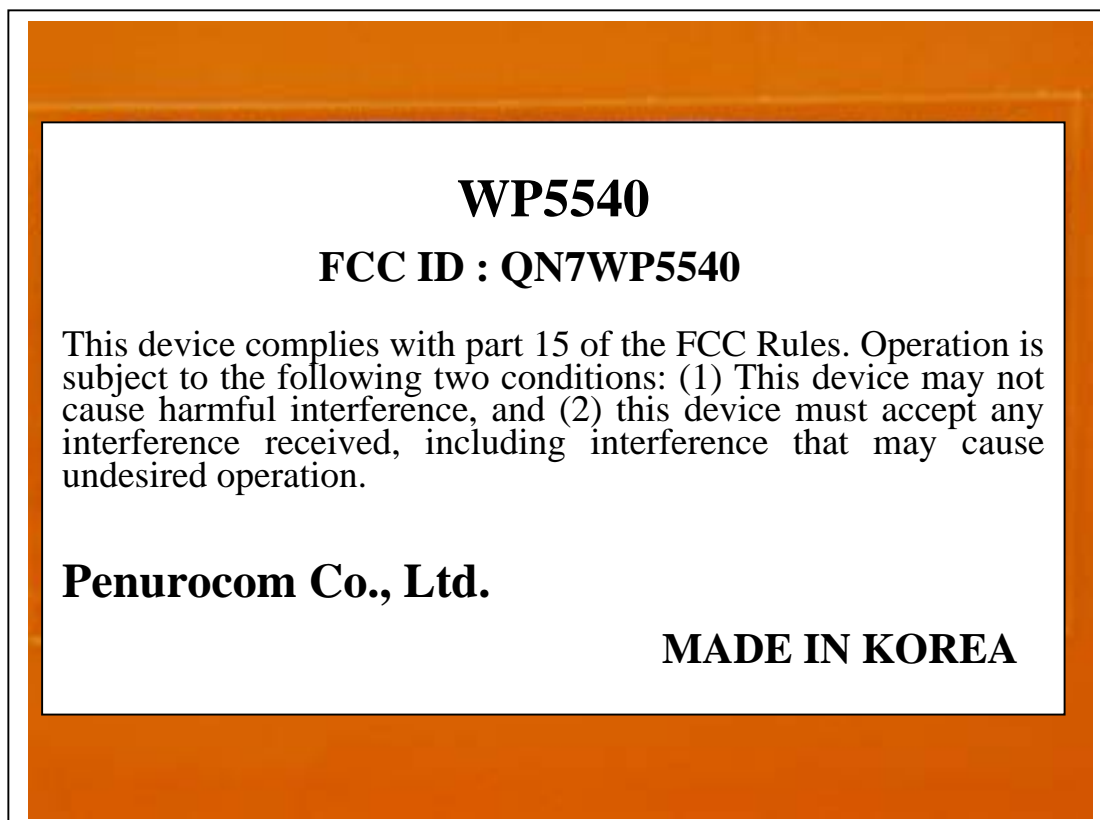 WP5540
FCC ID : QN7WP5540
This device complies with part 15 of the FCC Rules. Operation is
subject to the following two conditions: (1) This device may not
cause harmful interference, and (2) this device must accept any
interference received, including interference that may cause
undesired operation.
Penurocom Co., Ltd.
MADE IN KOREA